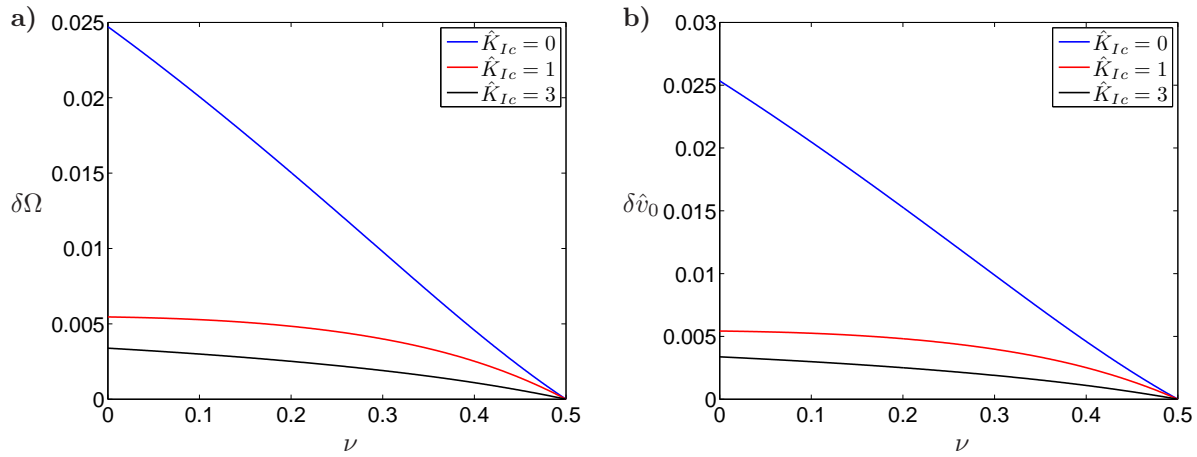 a)
0.025
0.02
0.015
δΩ
0.01
0.005
0
0 0.1 0.2 0.3 0.4 0.5
ν
K̂_{Ic} = 0
K̂_{Ic} = 1
K̂_{Ic} = 3
b)
0.03
0.025
0.02
δv̂₀
0.015
0.01
0.005
0
0 0.1 0.2 0.3 0.4 0.5
ν
K̂_{Ic} = 0
K̂_{Ic} = 1
K̂_{Ic} = 3